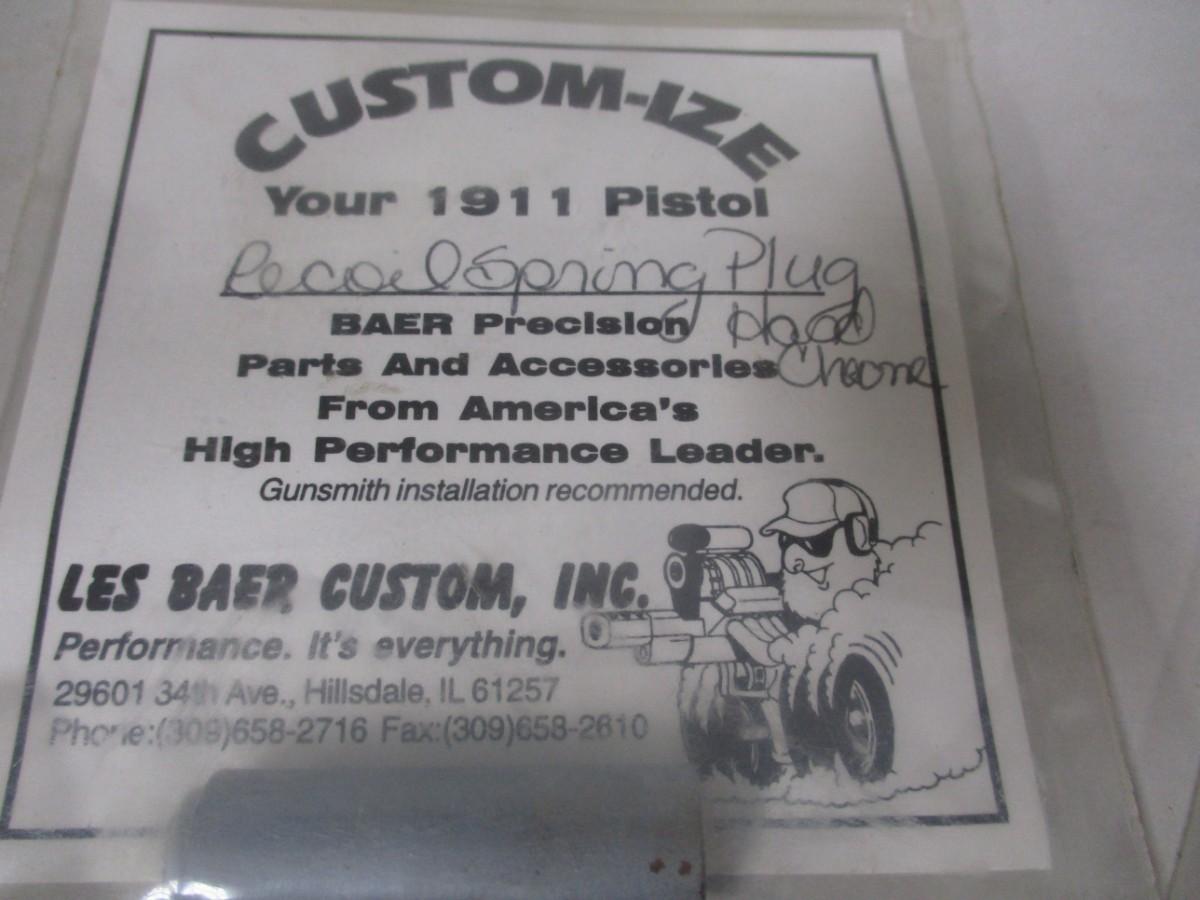 CUSTOM-IZE
Your 1911 Pistol
Recoil Spring Plug
Hard
Chrome
BAER Precision
Parts And Accessories
From America's
High Performance Leader.
Gunsmith installation recommended.
LES BAER CUSTOM, INC.
Performance. It's everything.
29601 34th Ave., Hillsdale, IL 61257
Phone:(309)658-2716 Fax:(309)658-2610